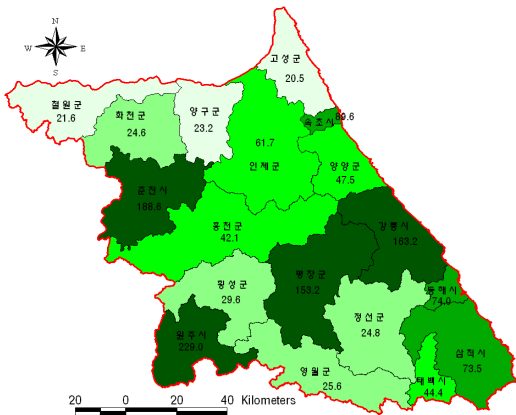 N
W E
S
고성군
20.5
철원군
21.6
화천군
24.6
양구군
23.2
속초시
89.6
61.7
인제군
양양군
47.5
춘천시
188.6
홍천군
42.1
강릉시
183.2
평창군
153.2
횡성군
29.6
동해시
74.0
정선군
24.8
원주시
229.0
삼척시
73.5
영월군
25.6
태백시
44.4
20 0 20 40 Kilometers